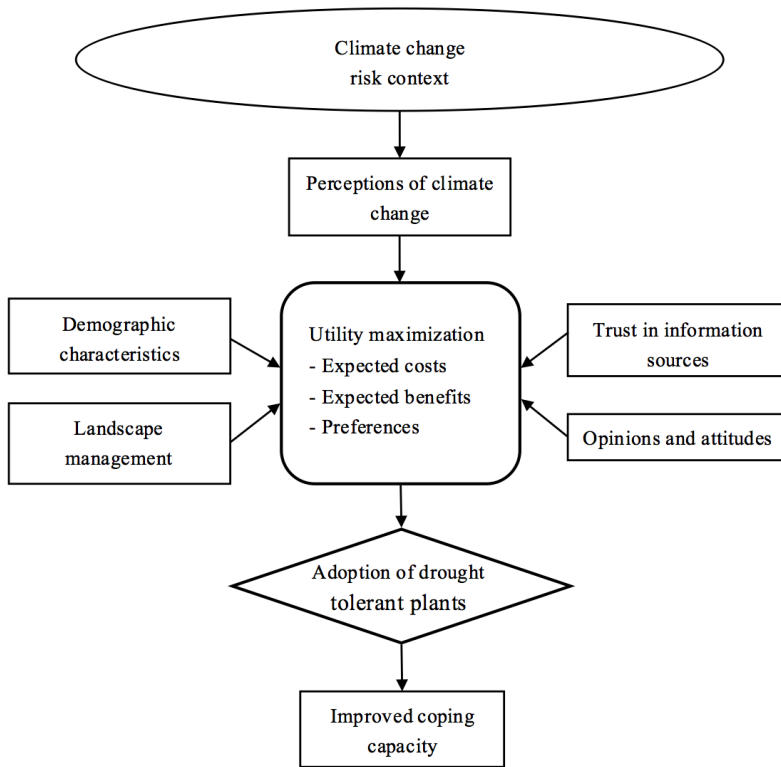 Climate change
risk context
Perceptions of climate
change
Demographic
characteristics
Landscape
management
Utility maximization
- Expected costs
- Expected benefits
- Preferences
Trust in information
sources
Opinions and attitudes
Adoption of drought
tolerant plants
Improved coping
capacity